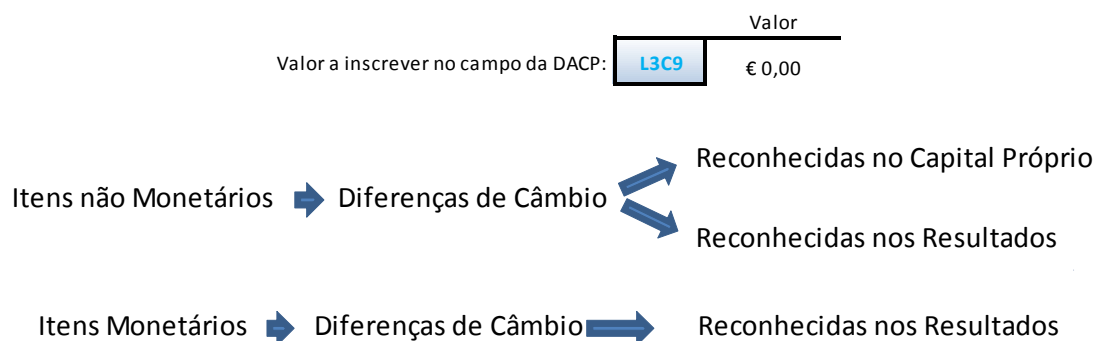 Valor
Valor a inscrever no campo da DACP: L3C9 € 0,00
Reconhecidas no Capital Próprio
Itens não Monetários Diferenças de Câmbio
Reconhecidas nos Resultados
Itens Monetários Diferenças de Câmbio Reconhecidas nos Resultados